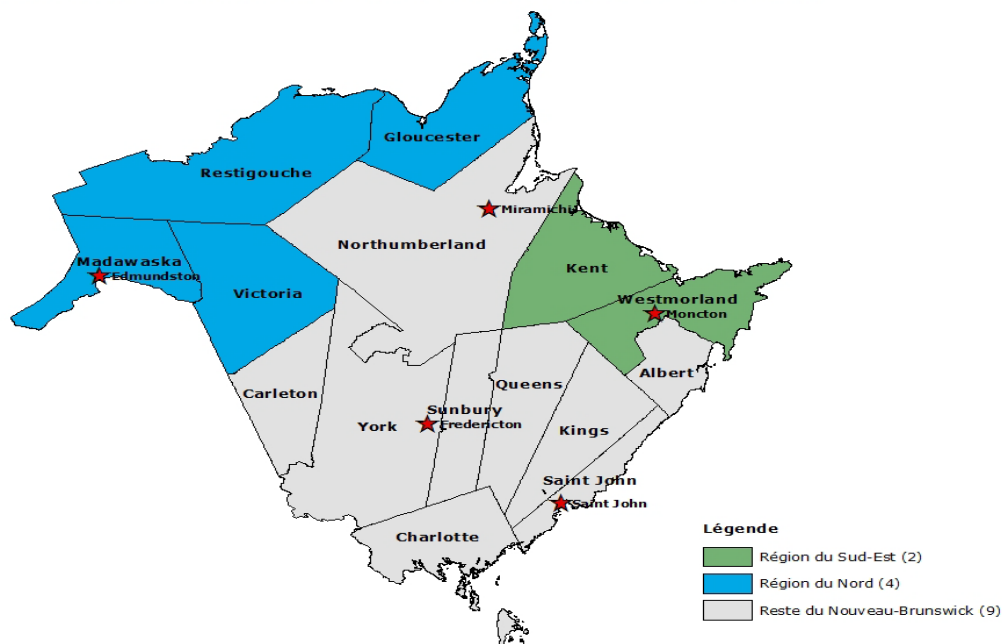 Gloucester
Restigouche
Miramichi
Northumberland
Madawaska
Edmundston
Kent
Victoria
Westmorland
Moncton
Albert
Queens
Carleton
Sunbury
York
Fredericton
Kings
Saint John
Saint John
Charlotte
Légende
Région du Sud-Est (2)
Région du Nord (4)
Reste du Nouveau-Brunswick (9)